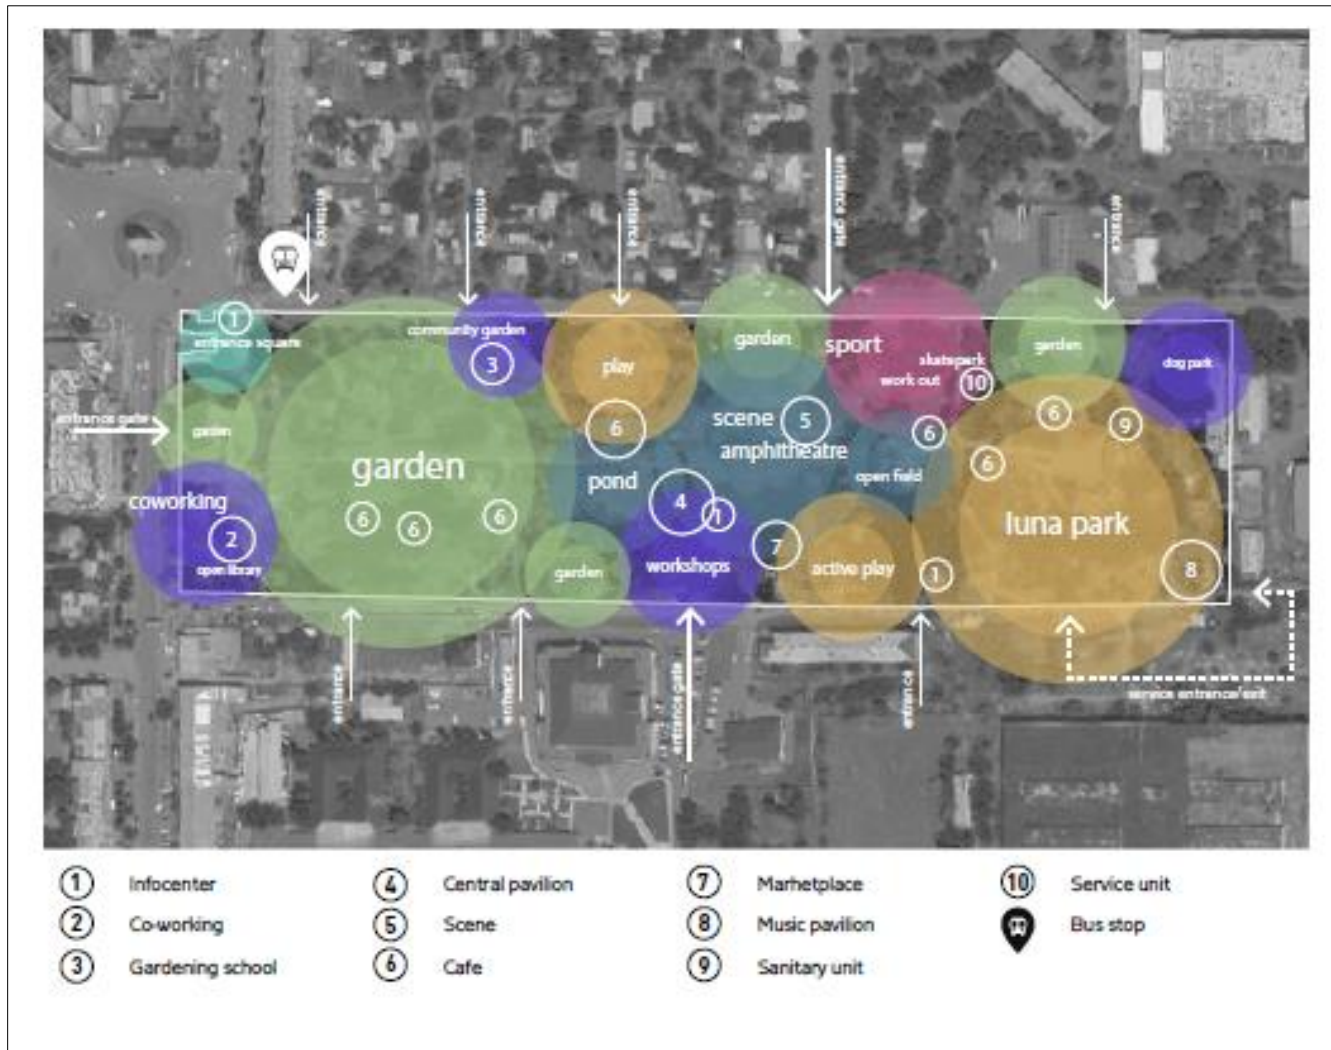 entrance
entrance
entrance
entrance gate
entrance
1
entrance square
community garden
3
play
garden
sport
skatepark
work out
10
garden
dog park
entrance gate
garden
6
scene
5
amphitheatre
6
6
9
garden
pond
open field
6
coworking
4
1
luna park
6
6
6
2
open library
garden
workshops
7
active play
1
8
entrance
entrance
entrance gate
entrance
service entrance/exit
1 Infocenter
2 Co-working
3 Gardening school
4 Central pavilion
5 Scene
6 Cafe
7 Marhetplace
8 Music pavilion
9 Sanitary unit
10 Service unit
Bus stop